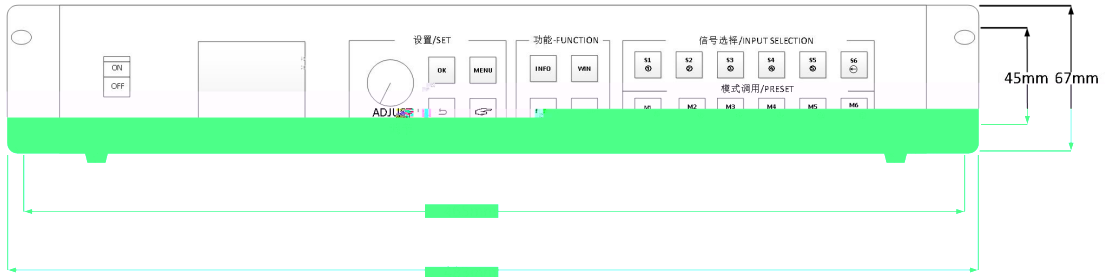 设置/SET
功能-FUNCTION
信号选择/INPUT SELECTION
ON
OFF
OK MENU
INFO WIN
S1 S2 S3 S4 S5 S6
45mm 67mm
模式调用/PRESET
M2 M3 M4 M5 M6